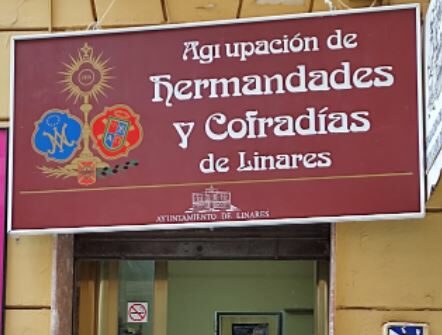 Agrupación de
Hermandades
y Cofradías
de Linares
AYUNTAMIENTO DE LINARES